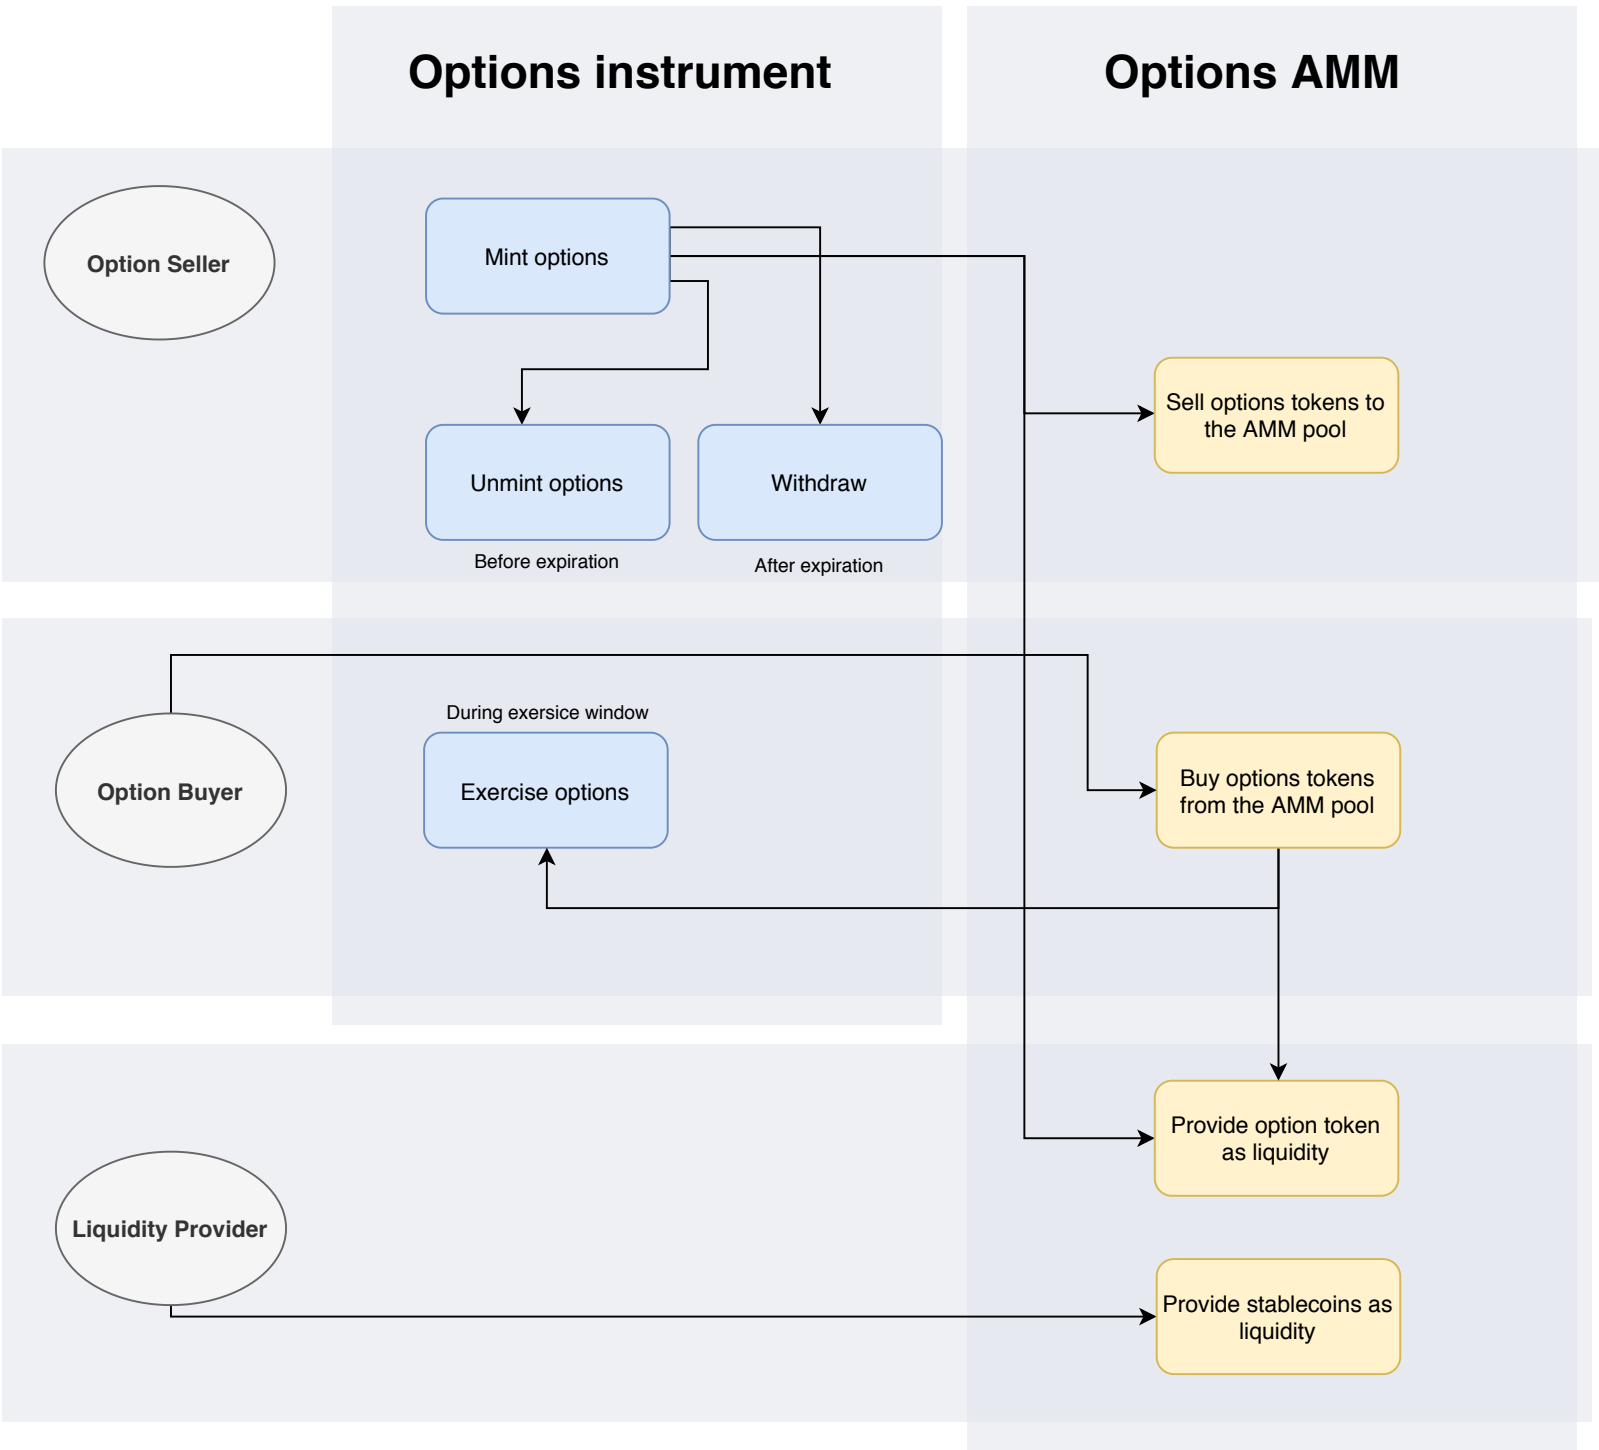 Options instrument
Options AMM
Option Seller
Mint options
Sell options tokens to
the AMM pool
Unmint options
Withdraw
Before expiration
After expiration
During exersice window
Option Buyer
Exercise options
Buy options tokens
from the AMM pool
Provide option token
as liquidity
Liquidity Provider
Provide stablecoins as
liquidity